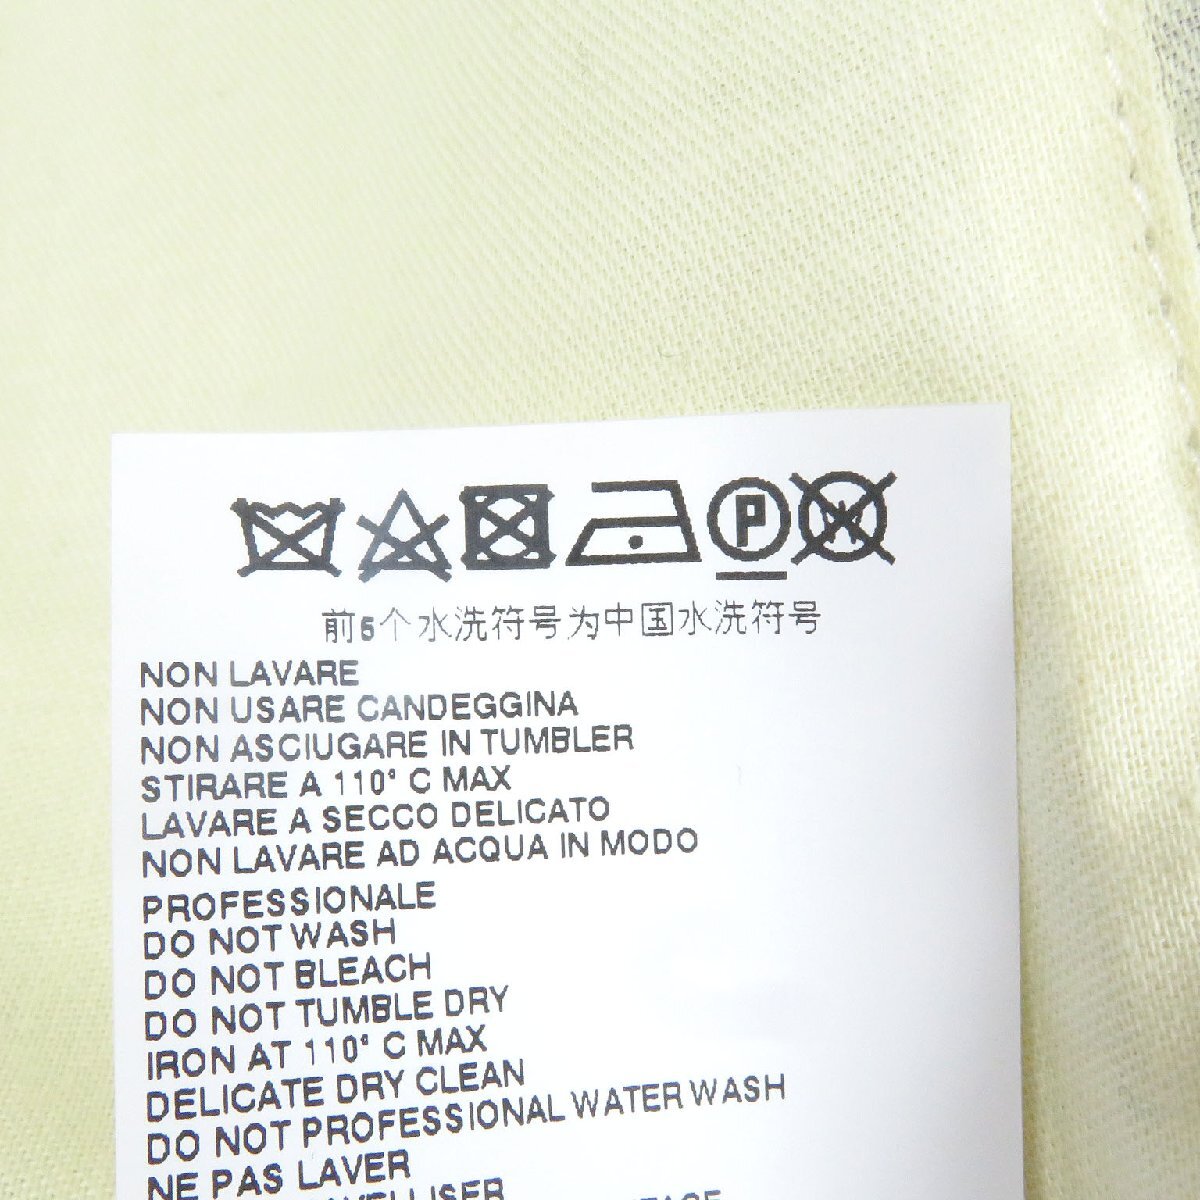 P W
前5个水洗符号为中国水洗符号
NON LAVARE
NON USARE CANDEGGINA
NON ASCIUGARE IN TUMBLER
STIRARE A 110° C MAX
LAVARE A SECCO DELICATO
NON LAVARE AD ACQUA IN MODO
PROFESSIONALE
DO NOT WASH
DO NOT BLEACH
DO NOT TUMBLE DRY
IRON AT 110° C MAX
DELICATE DRY CLEAN
DO NOT PROFESSIONAL WATER WASH
NE PAS LAVER